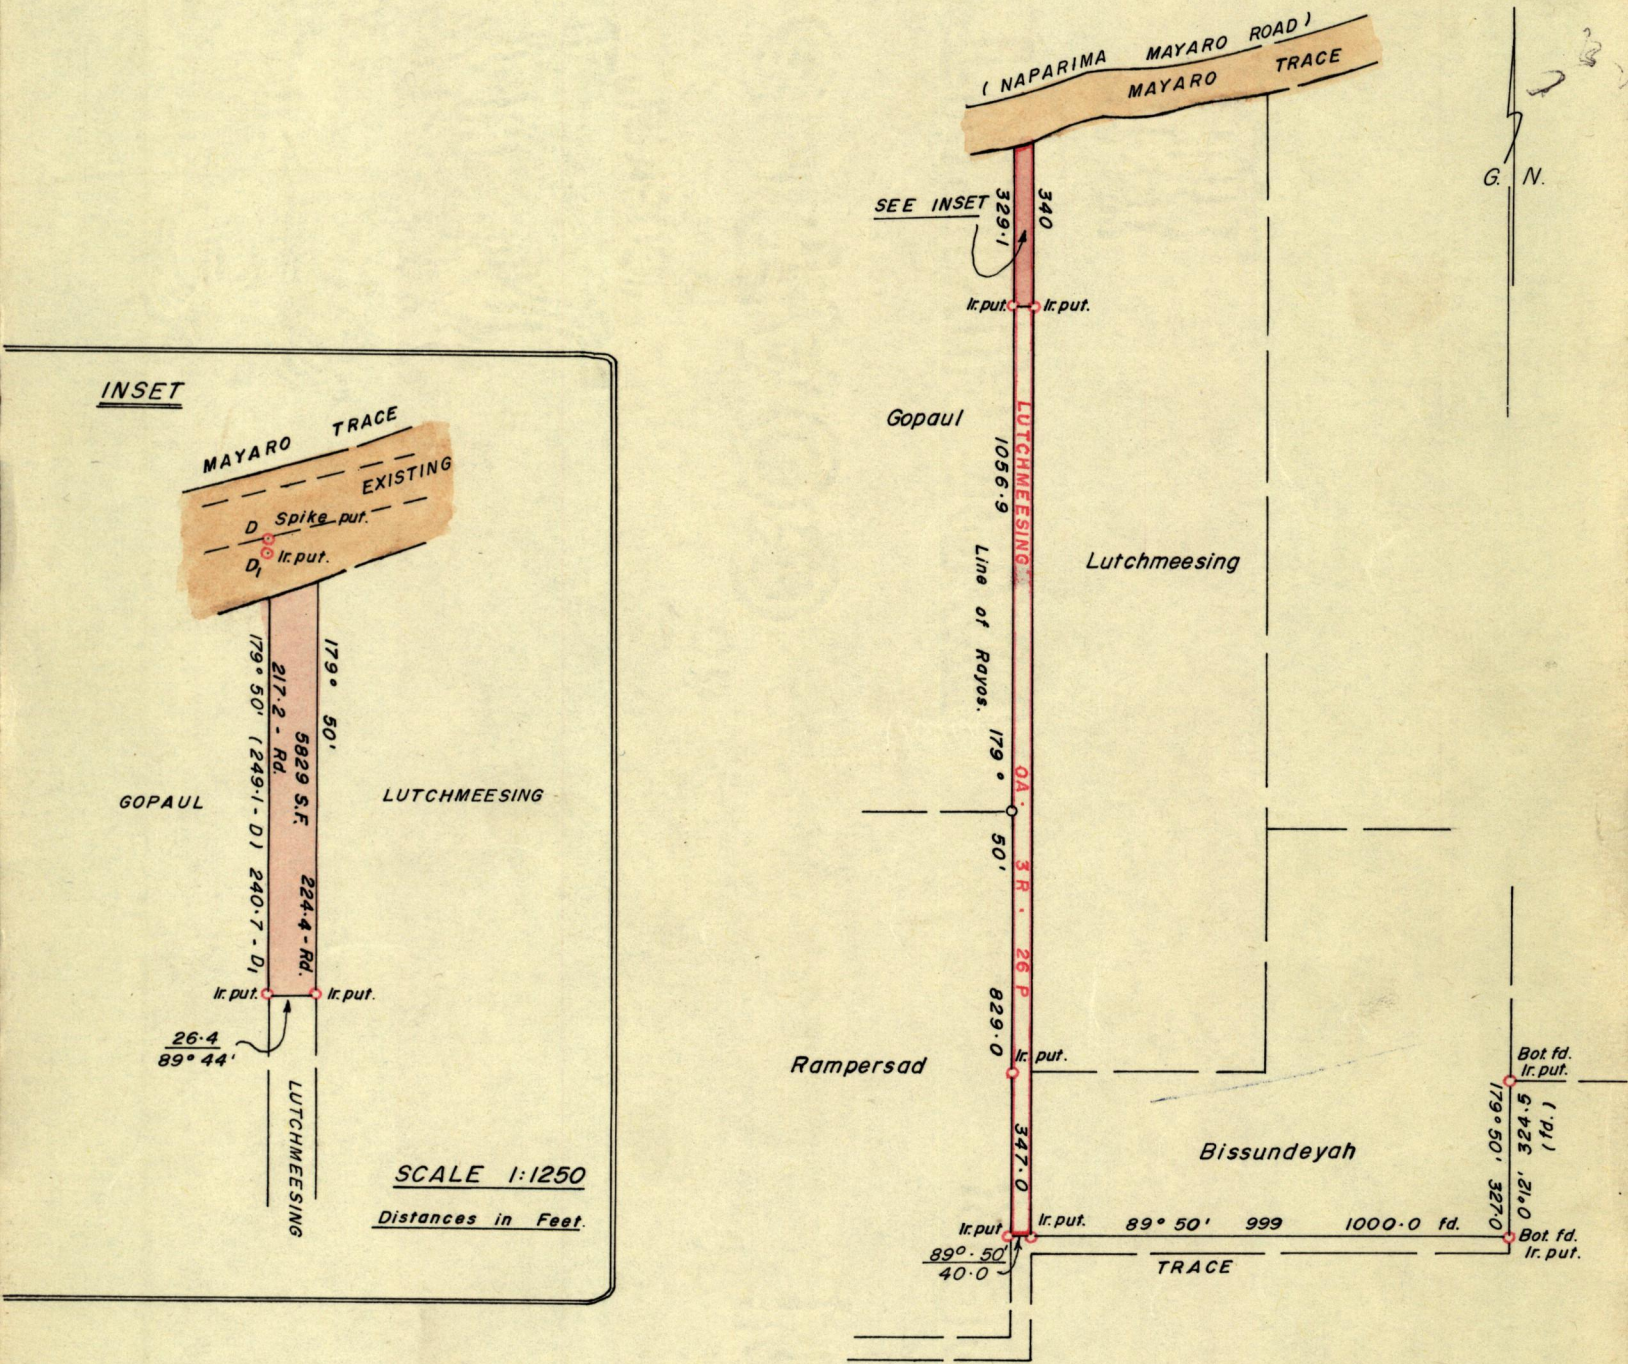 ( NAPARIMA MAYARO ROAD )
MAYARO TRACE
G. N.
SEE INSET
329·1
340
Ir. put. Ir. put.
Gopaul
LUTCHMEESING
1056·9
Line of Rayos.
Lutchmeesing
179° 50'
0A· 3R· 26P
829·0
Rampersad
Ir. put.
347·0
Bissundeyah
Bot. fd.
Ir. put.
179° 50' 327·0
0° 12' 324·5
(fd.)
Ir. put Ir. put.
89° 50' 999 1000·0 fd.
Bot. fd.
Ir. put.
89°·50'
40·0
TRACE
INSET
MAYARO TRACE
EXISTING
D Spike put.
D₁ Ir. put.
179° 50' (249·1 - D) 240·7 - D₁
217·2 - Rd.
5829 S.F.
224·4 - Rd.
179° 50'
GOPAUL
LUTCHMEESING
Ir. put. Ir. put.
26·4
89° 44'
LUTCHMEESING
SCALE 1:1250
Distances in Feet.